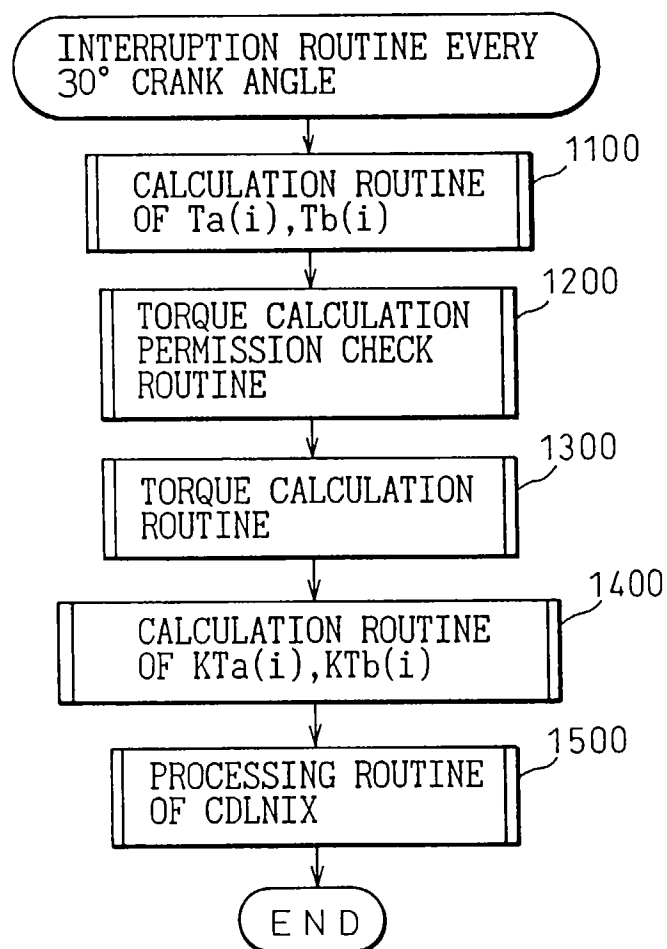 INTERRUPTION ROUTINE EVERY
30° CRANK ANGLE
1100
CALCULATION ROUTINE
OF Ta(i),Tb(i)
1200
TORQUE CALCULATION
PERMISSION CHECK
ROUTINE
1300
TORQUE CALCULATION
ROUTINE
1400
CALCULATION ROUTINE
OF KTa(i),KTb(i)
1500
PROCESSING ROUTINE
OF CDLNIX
END